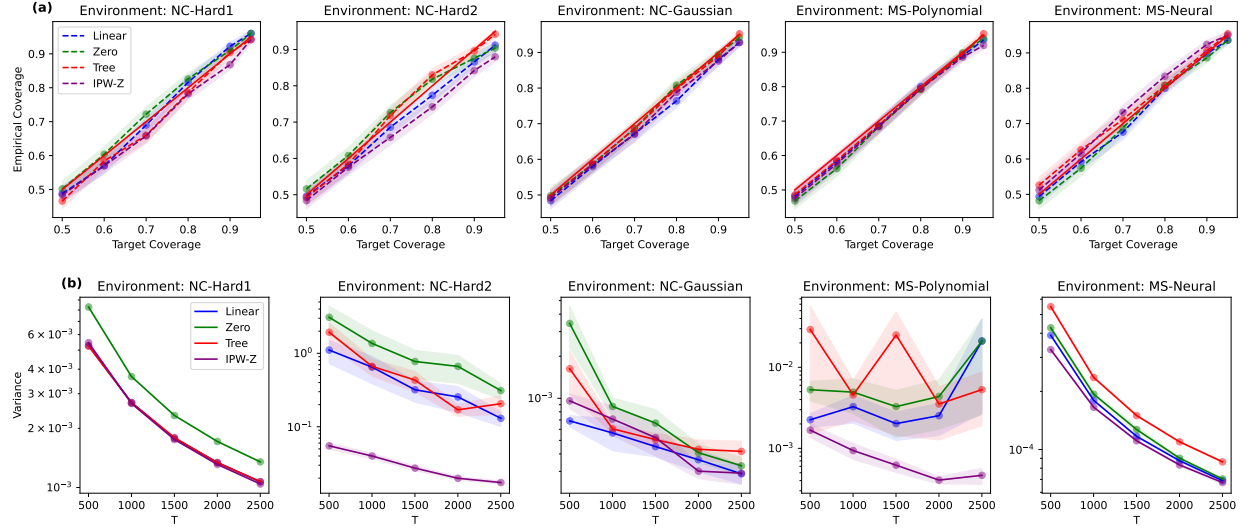 (a)
Environment: NC-Hard1
Environment: NC-Hard2
Environment: NC-Gaussian
Environment: MS-Polynomial
Environment: MS-Neural
Empirical Coverage
0.9
0.8
0.7
0.6
0.5
Linear
Zero
Tree
IPW-Z
0.9
0.8
0.7
0.6
0.5
0.9
0.8
0.7
0.6
0.5
0.9
0.8
0.7
0.6
0.5
0.9
0.8
0.7
0.6
0.5
0.5 0.6 0.7 0.8 0.9
0.5 0.6 0.7 0.8 0.9
0.5 0.6 0.7 0.8 0.9
0.5 0.6 0.7 0.8 0.9
0.5 0.6 0.7 0.8 0.9
Target Coverage
Target Coverage
Target Coverage
Target Coverage
Target Coverage
(b)
Environment: NC-Hard1
Environment: NC-Hard2
Environment: NC-Gaussian
Environment: MS-Polynomial
Environment: MS-Neural
Variance
6 × 10⁻³
4 × 10⁻³
3 × 10⁻³
2 × 10⁻³
10⁻³
Linear
Zero
Tree
IPW-Z
10⁰
10⁻¹
10⁻³
10⁻²
10⁻³
10⁻⁴
500 1000 1500 2000 2500
500 1000 1500 2000 2500
500 1000 1500 2000 2500
500 1000 1500 2000 2500
500 1000 1500 2000 2500
T
T
T
T
T